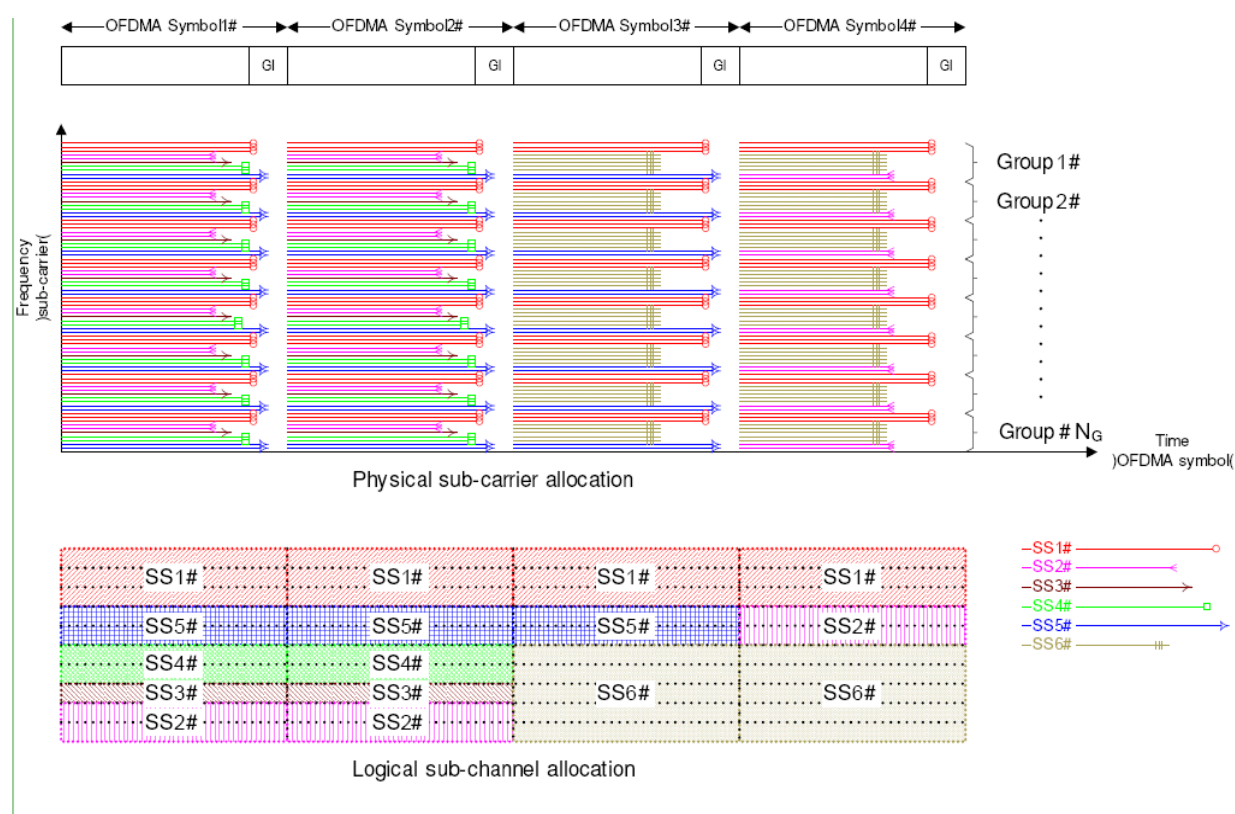 OFDMA Symbol1# OFDMA Symbol2# OFDMA Symbol3# OFDMA Symbol4#
GI GI GI GI
Group 1#
Group 2#
Frequency
)sub-carrier(
Group # NG
Time
)OFDMA symbol(
Physical sub-carrier allocation
SS1# SS1# SS1# SS1#
SS5# SS5# SS5# SS2#
SS4# SS4#
SS3# SS3# SS6# SS6#
SS2# SS2#
SS1#
SS2#
SS3#
SS4#
SS5#
SS6#
Logical sub-channel allocation